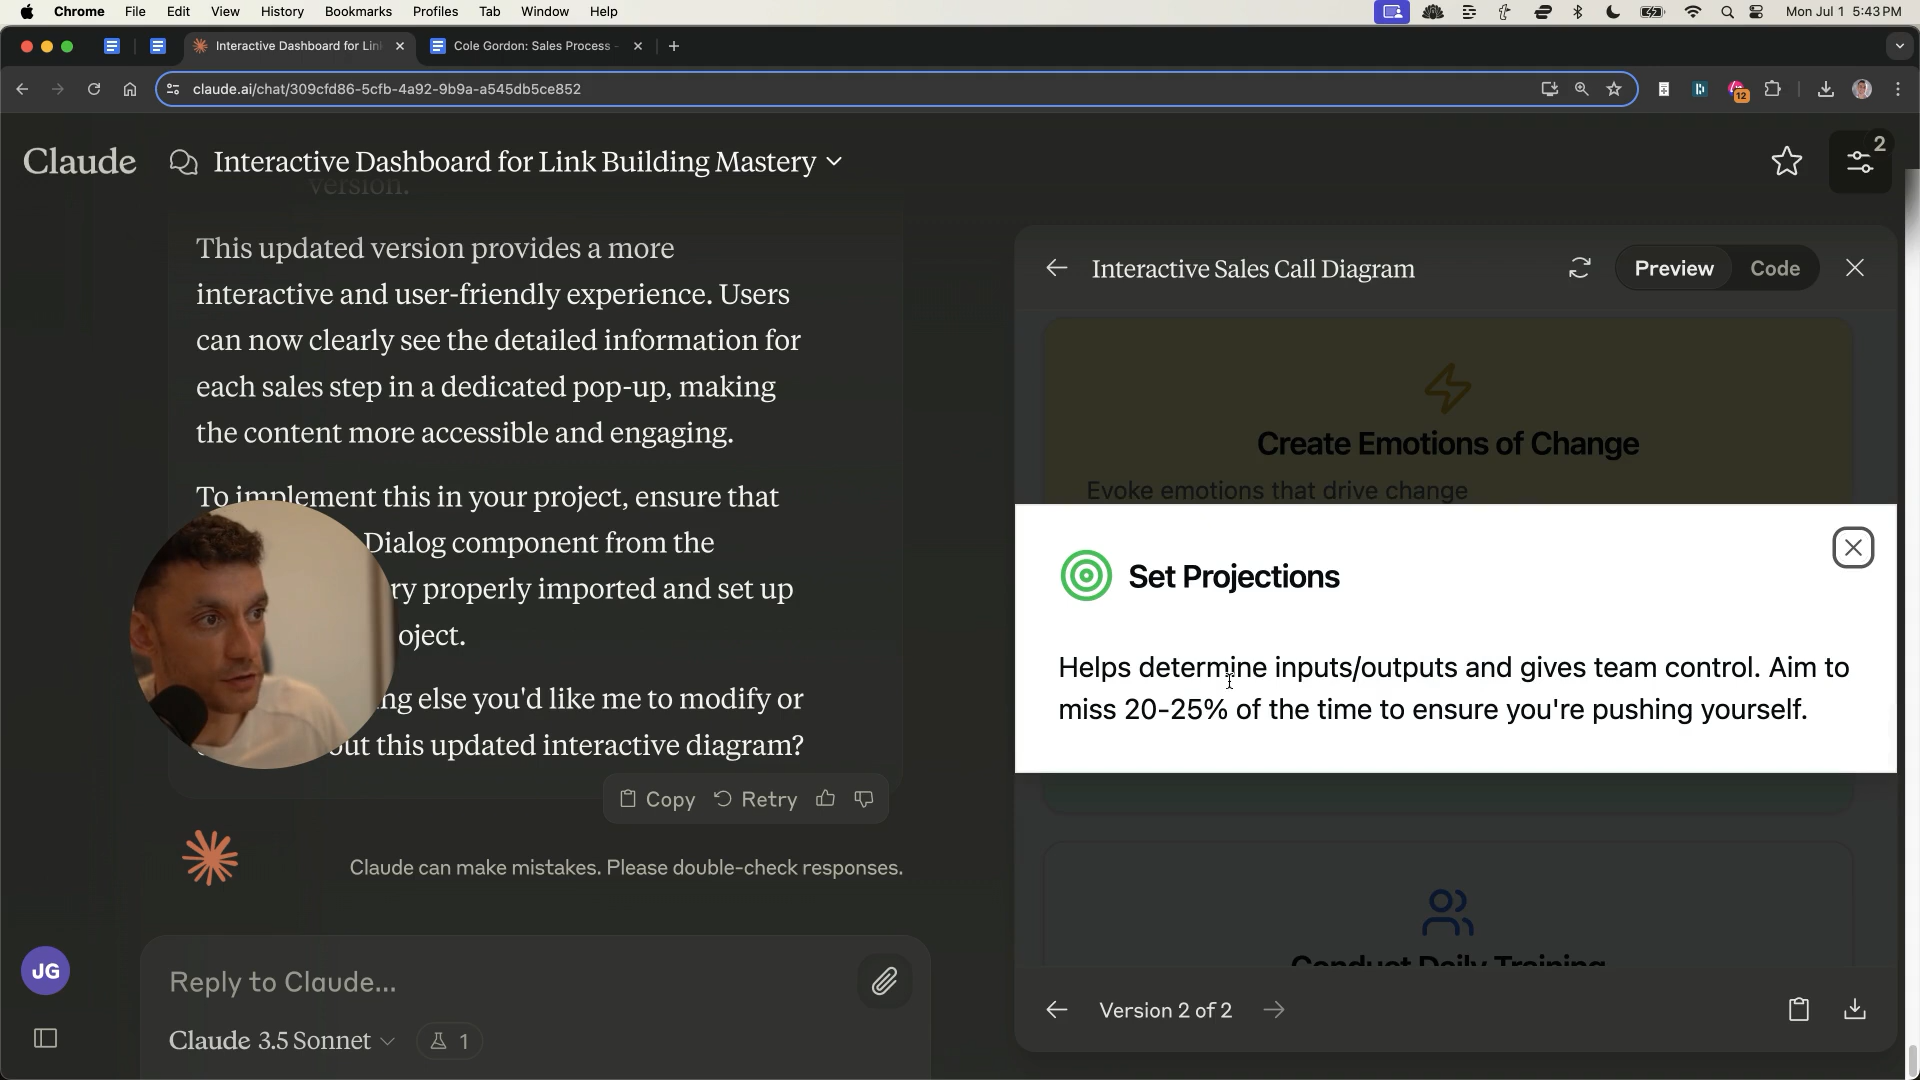 Chrome File Edit View History Bookmarks Profiles Tab Window Help Mon Jul 1 5:43 PM
Interactive Dashboard for Lin
Cole Gordon: Sales Process -
claude.ai/chat/309cfd86-5cfb-4a92-9b9a-a545db5ce852
12
Claude
Interactive Dashboard for Link Building Mastery
2
version.
This updated version provides a more
interactive and user-friendly experience. Users
can now clearly see the detailed information for
each sales step in a dedicated pop-up, making
the content more accessible and engaging.
To implement this in your project, ensure that
Dialog component from the
ry properly imported and set up
oject.
ng else you'd like me to modify or
out this updated interactive diagram?
Copy Retry
Claude can make mistakes. Please double-check responses.
JG
Reply to Claude...
Claude 3.5 Sonnet
1
Interactive Sales Call Diagram
Preview Code
Create Emotions of Change
Evoke emotions that drive change
Set Projections
Helps determine inputs/outputs and gives team control. Aim to
miss 20-25% of the time to ensure you're pushing yourself.
Conduct Daily Training
Version 2 of 2